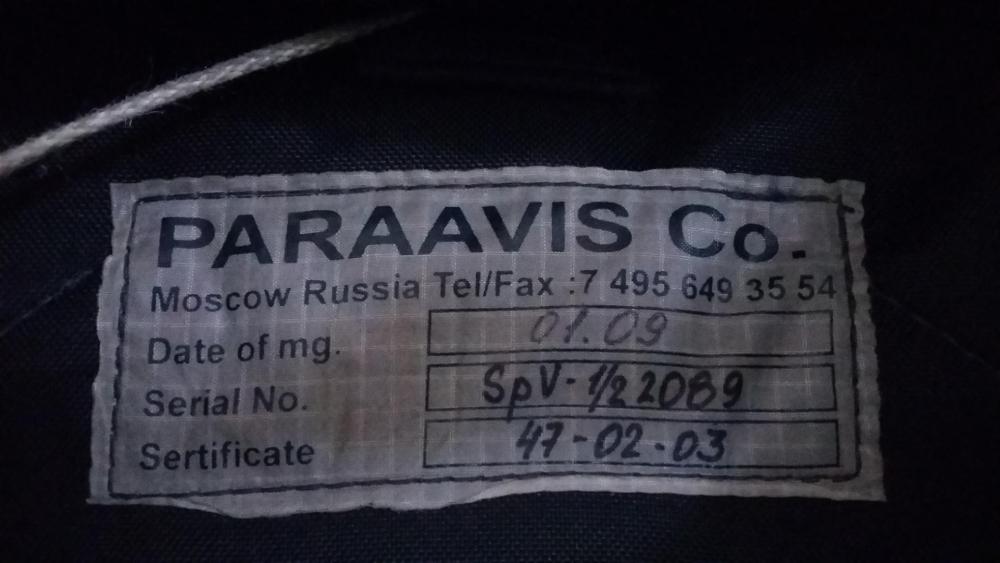 PARAAVIS Co.
Moscow Russia Tel/Fax :7 495 649 35 54
Date of mg. 01.09
Serial No. SpV-1/2 2089
Sertificate 47-02-03